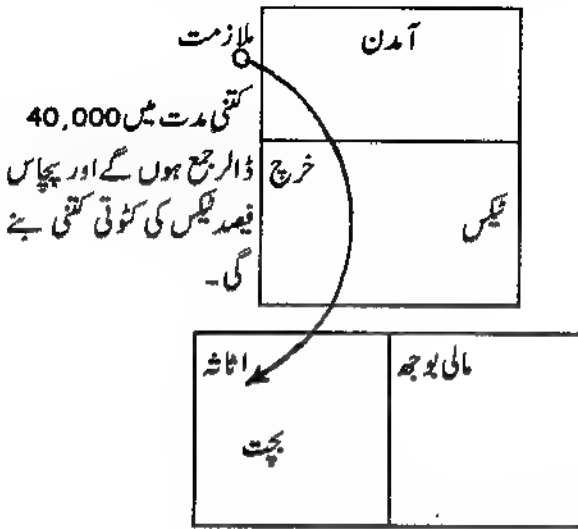 آمدن
ملازمت
کتنی مدت میں 40,000
ڈالر جمع ہوں گے اور پچاس
فیصد ٹیکس کی کٹوتی کتنی بنے
گی۔
خرچ
ٹیکس
اثاثہ
مالی بوجھ
بچت